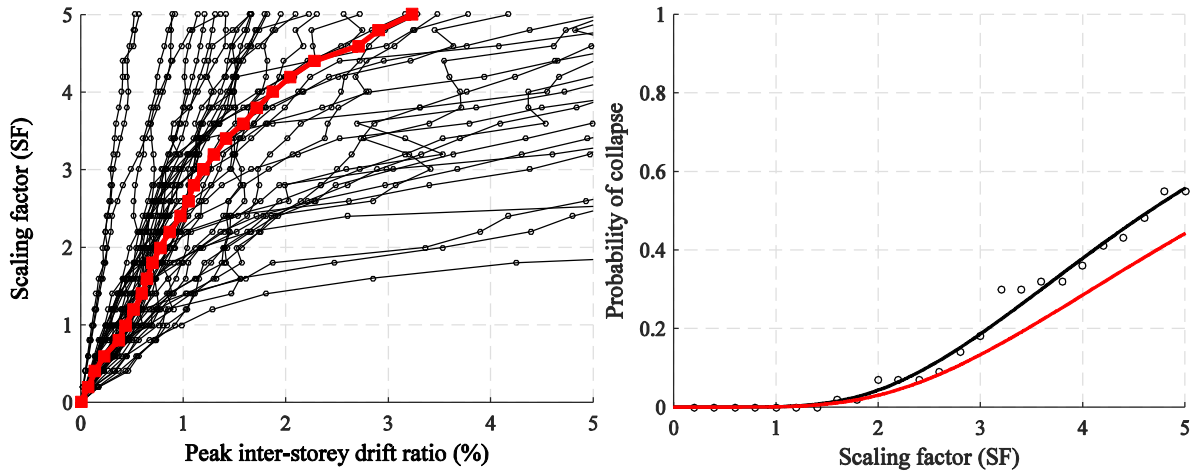 5
4
3
2
1
0
Scaling factor (SF)
0 1 2 3 4 5
Peak inter-storey drift ratio (%)
1
0.8
0.6
0.4
0.2
0
Probability of collapse
0 1 2 3 4 5
Scaling factor (SF)